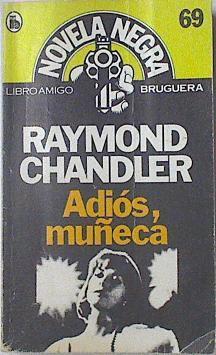 69
NOVELA NEGRA
b
LIBRO AMIGO
BRUGUERA
RAYMOND
CHANDLER
Adiós,
muñeca